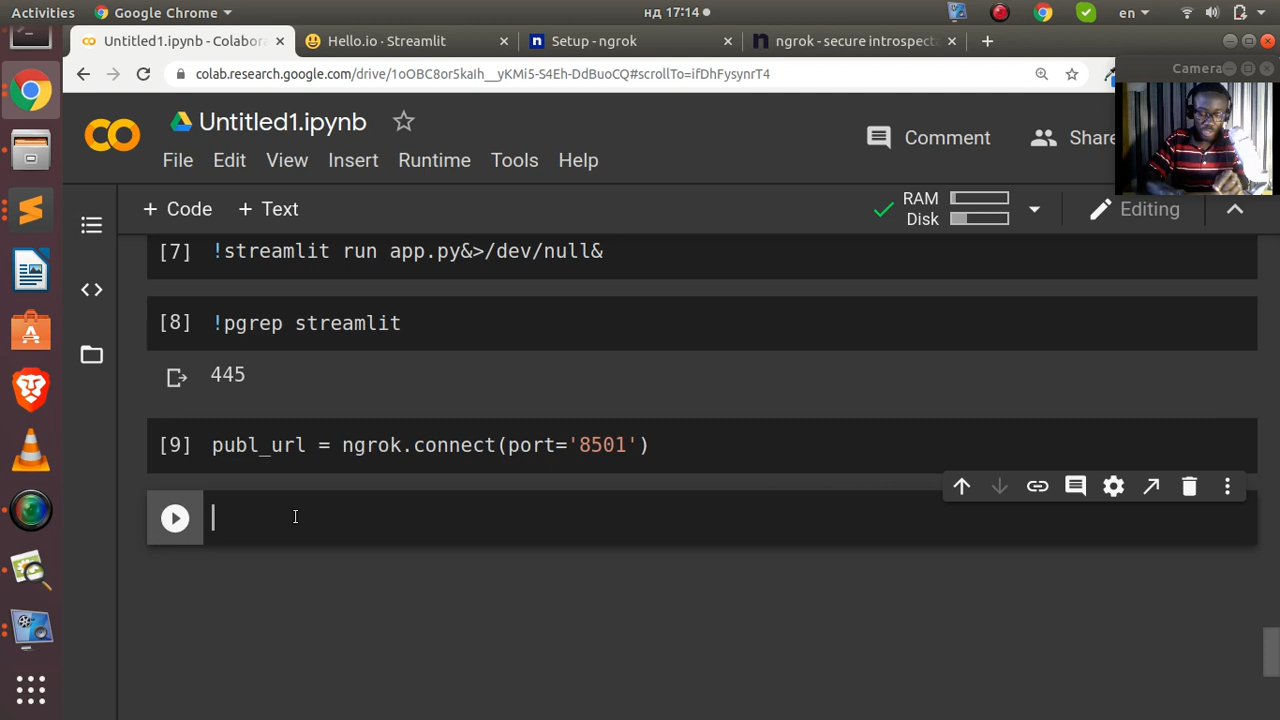 Activities
Google Chrome
нд 17:14
en
Untitled1.ipynb - Colabora
Hello.io · Streamlit
Setup - ngrok
ngrok - secure introspecta
colab.research.google.com/drive/1oOBC8or5kaIh__yKMi5-S4Eh-DdBuoCQ#scrollTo=ifDhFysynrT4
Camera
CO
Untitled1.ipynb
File Edit View Insert Runtime Tools Help
Comment
Share
+ Code + Text
RAM
Disk
Editing
[7] !streamlit run app.py&>/dev/null&
[8] !pgrep streamlit
445
[9] publ_url = ngrok.connect(port='8501')